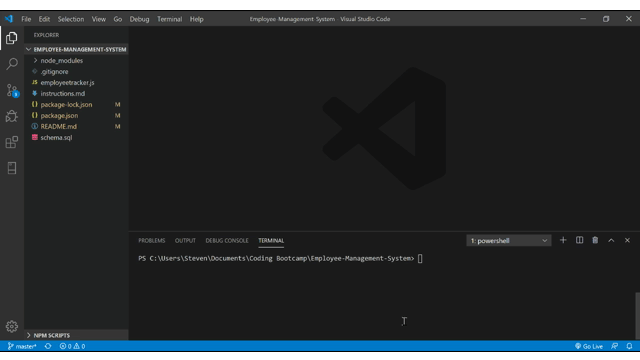 File Edit Selection View Go Debug Terminal Help
Employee-Management-System - Visual Studio Code
EXPLORER
EMPLOYEE-MANAGEMENT-SYSTEM
node_modules
.gitignore
JS employeetracker.js
instructions.md
{} package-lock.json M
{} package.json M
README.md M
schema.sql
PROBLEMS OUTPUT DEBUG CONSOLE TERMINAL
1: powershell
PS C:\Users\Steven\Documents\Coding Bootcamp\Employee-Management-System>
NPM SCRIPTS
master* 0 0
Go Live